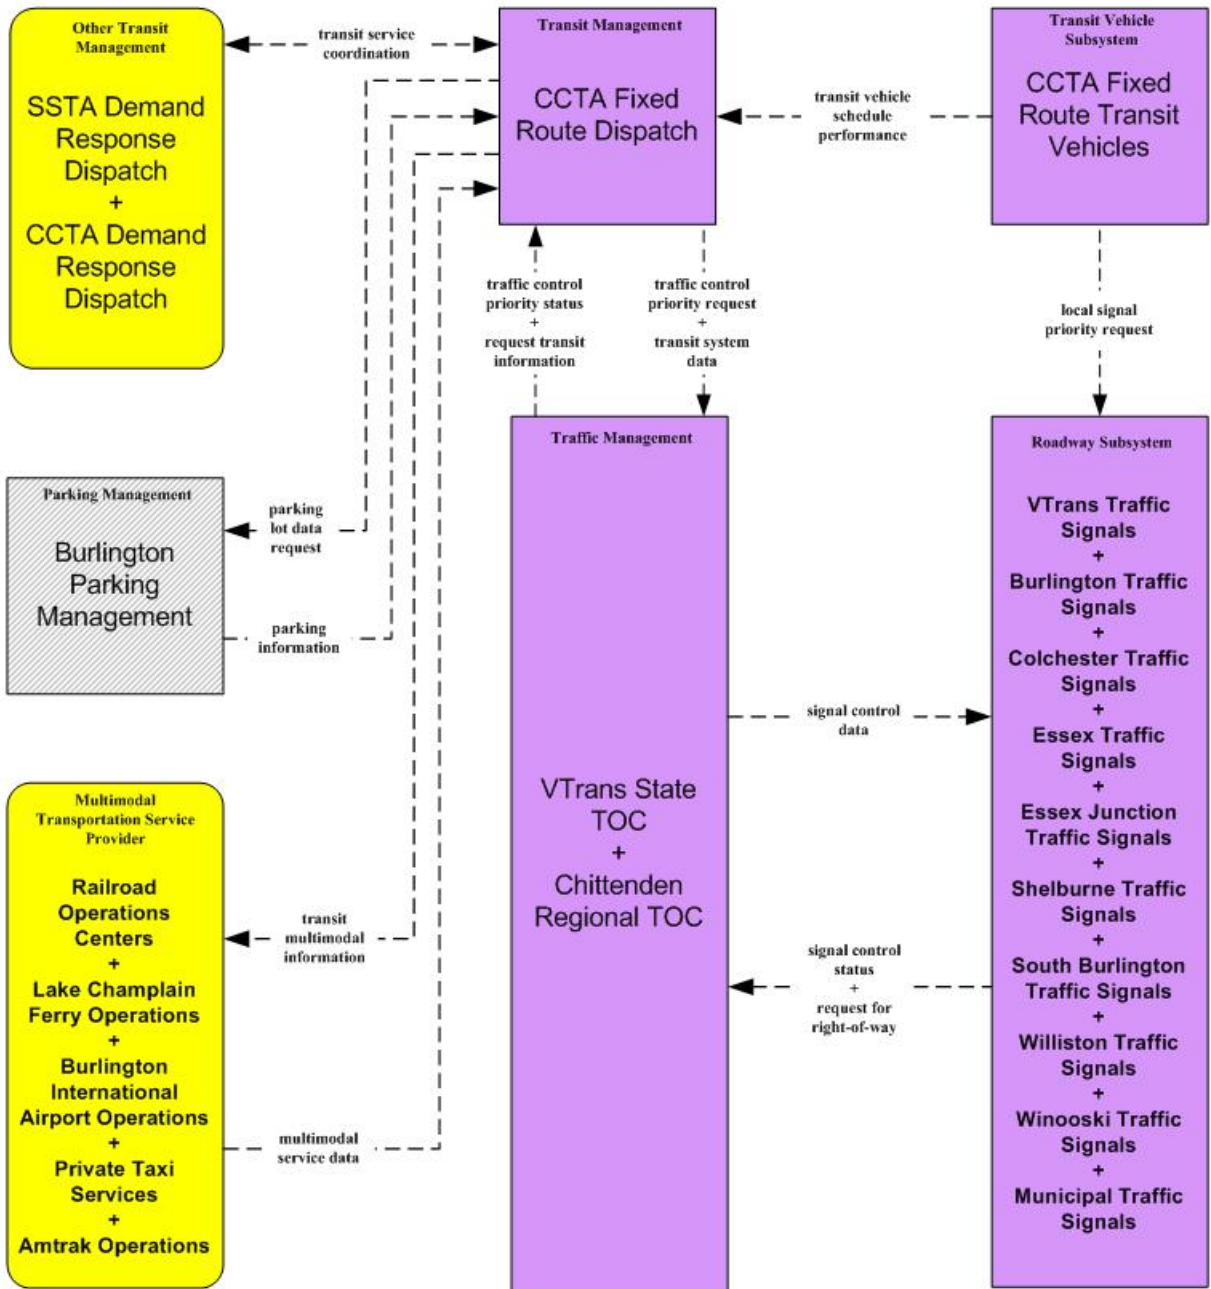 Other Transit
Management
SSTA Demand
Response
Dispatch
+
CCTA Demand
Response
Dispatch
transit service
coordination
Transit Management
CCTA Fixed
Route Dispatch
transit vehicle
schedule
performance
Transit Vehicle
Subsystem
CCTA Fixed
Route Transit
Vehicles
traffic control
priority status
+
request transit
information
traffic control
priority request
+
transit system
data
local signal
priority request
Parking Management
Burlington
Parking
Management
parking
lot data
request
parking
information
Traffic Management
VTrans State
TOC
+
Chittenden
Regional TOC
signal control
data
signal control
status
+
request for
right-of-way
Roadway Subsystem
VTrans Traffic
Signals
+
Burlington Traffic
Signals
+
Colchester Traffic
Signals
+
Essex Traffic
Signals
+
Essex Junction
Traffic Signals
+
Shelburne Traffic
Signals
+
South Burlington
Traffic Signals
+
Williston Traffic
Signals
+
Winooski Traffic
Signals
+
Municipal Traffic
Signals
Multimodal
Transportation Service
Provider
Railroad
Operations
Centers
+
Lake Champlain
Ferry Operations
+
Burlington
International
Airport Operations
+
Private Taxi
Services
+
Amtrak Operations
transit
multimodal
information
multimodal
service data